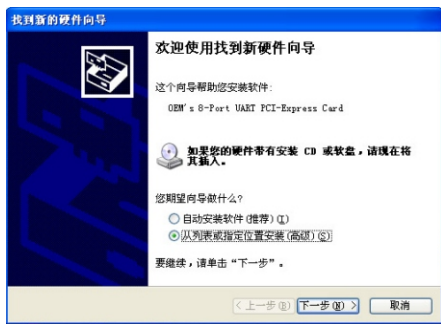 找到新的硬件向导
欢迎使用找到新硬件向导
这个向导帮助您安装软件:
OEM's 8-Port UART PCI-Express Card
如果您的硬件带有安装 CD 或软盘，请现在将
其插入。
您期望向导做什么?
自动安装软件(推荐)(I)
从列表或指定位置安装(高级)(S)
要继续，请单击“下一步”。
< 上一步(B)
下一步(N) >
取消